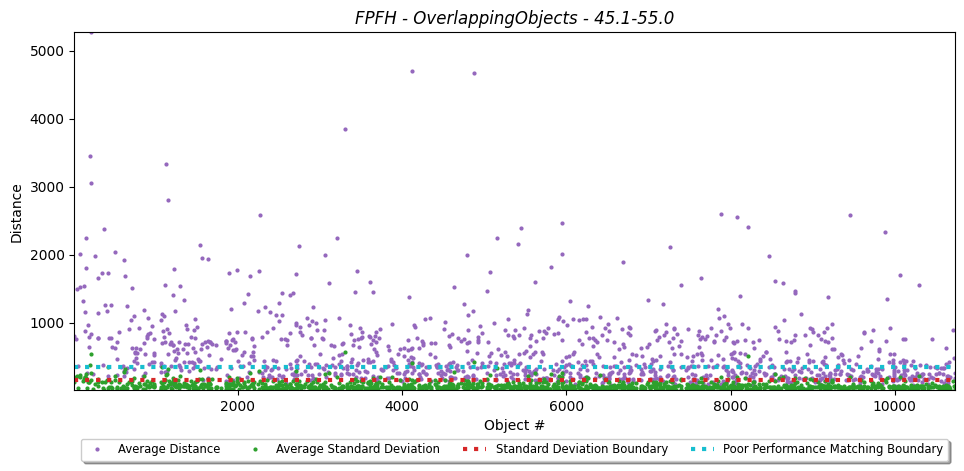 FPFH - OverlappingObjects - 45.1-55.0
5000
4000
3000
2000
1000
Distance
2000 4000 6000 8000 10000
Object #
Average Distance Average Standard Deviation Standard Deviation Boundary Poor Performance Matching Boundary